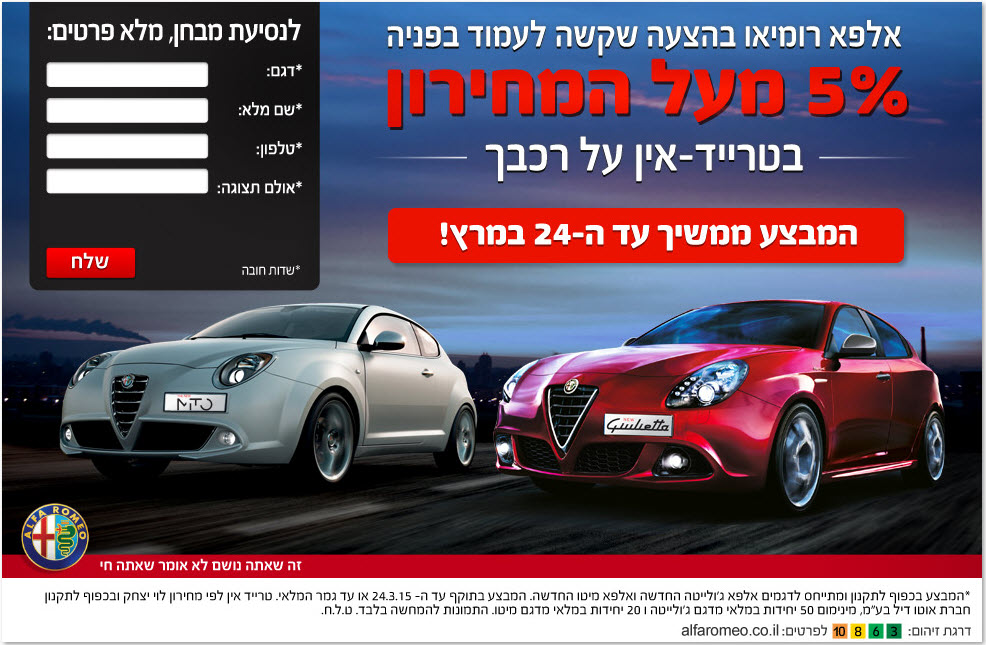 אלפא רומיאו בהצעה שקשה לעמוד בפניה
5% מעל המחירון
בטרייד-אין על רכבך
המבצע ממשיך עד ה-24 במרץ!
לנסיעת מבחן, מלא פרטים:
*דגם:
*שם מלא:
*טלפון:
*אולם תצוגה:
*שדות חובה
שלח
MiTO
NEW
Giulietta
ALFA ROMEO
זה שאתה נושם לא אומר שאתה חי
*המבצע בכפוף לתקנון ומתייחס לדגמים אלפא ג'ולייטה החדשה ואלפא מיטו החדשה. המבצע בתוקף עד ה- 24.3.15 או עד גמר המלאי. טרייד אין לפי מחירון לוי יצחק ובכפוף לתקנון
חברת אוטו דיל בע"מ, מינימום 50 יחידות במלאי מדגם ג'ולייטה ו 20 יחידות במלאי מדגם מיטו. התמונות להמחשה בלבד. ט.ל.ח.
דרגת זיהום: 3 6 8 10 לפרטים: alfaromeo.co.il